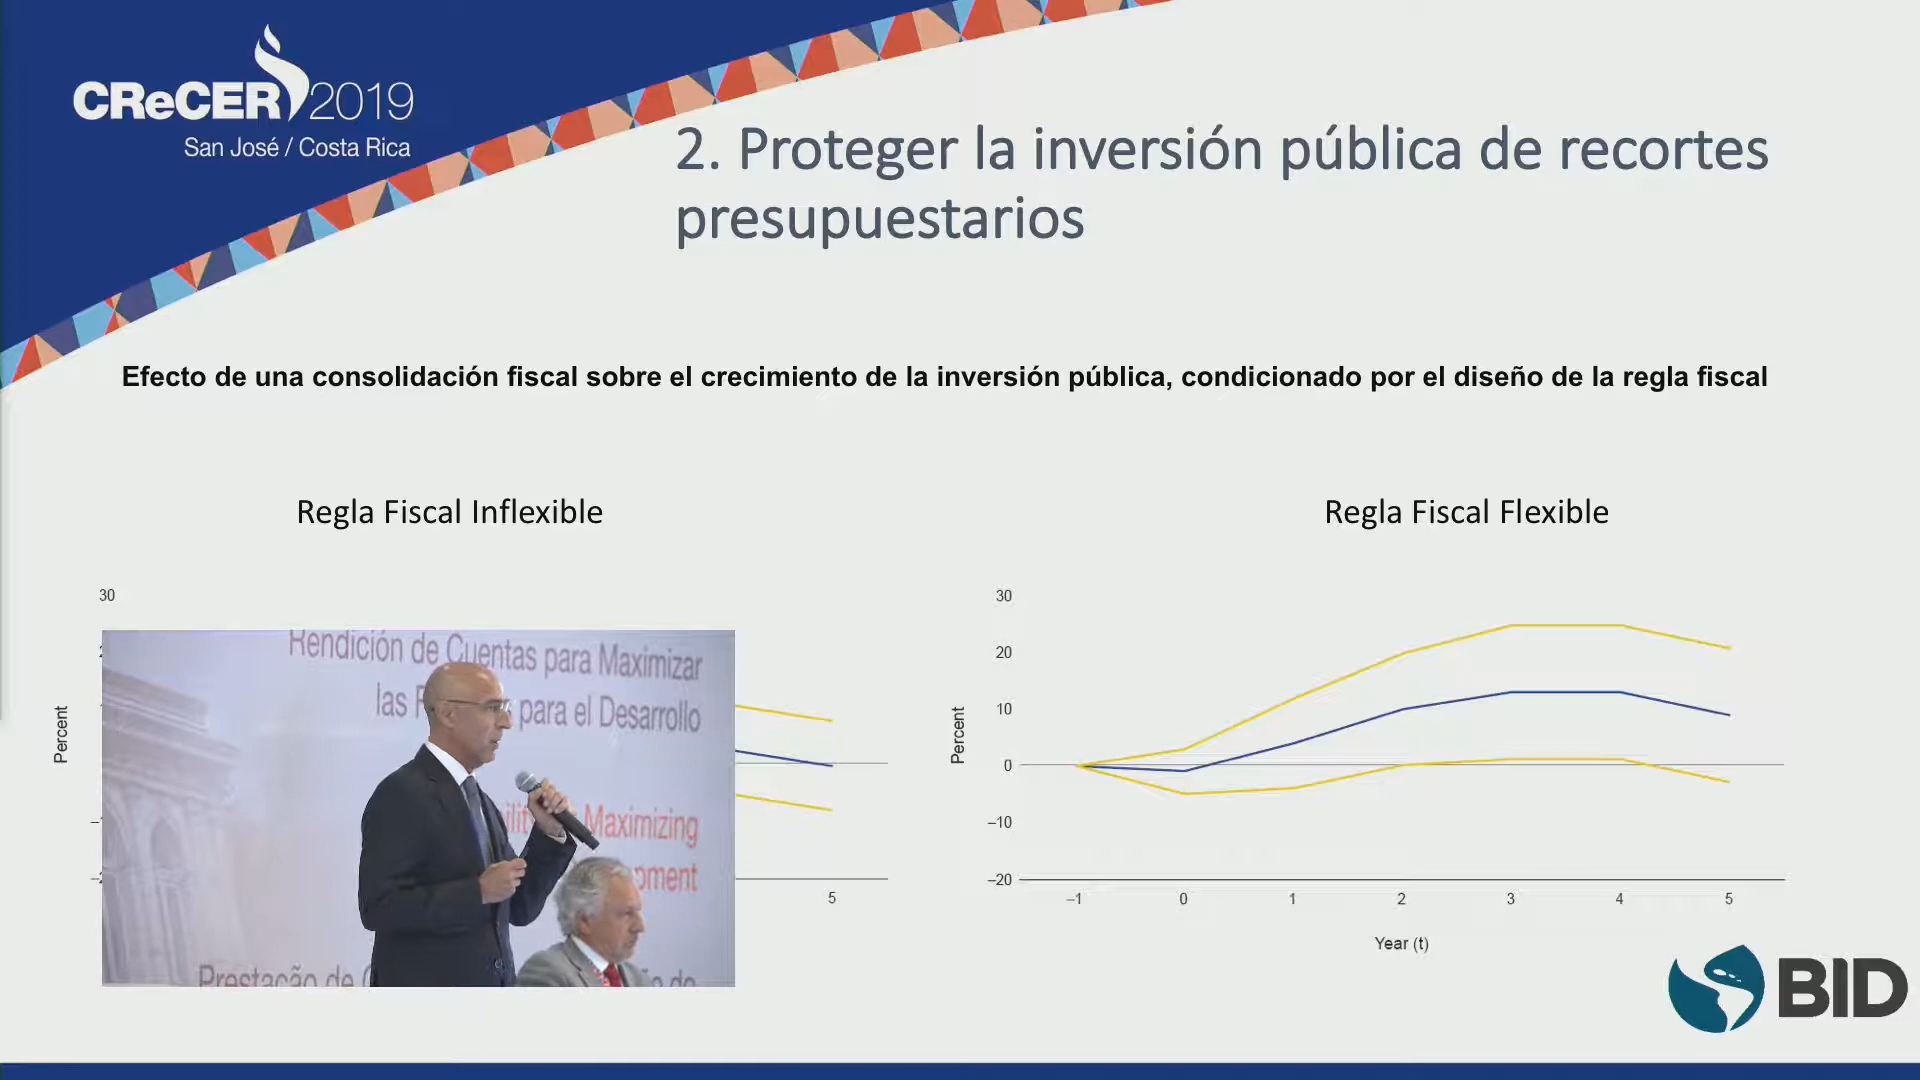 CReCER 2019
San José / Costa Rica
2. Proteger la inversión pública de recortes
presupuestarios
Efecto de una consolidación fiscal sobre el crecimiento de la inversión pública, condicionado por el diseño de la regla fiscal
Regla Fiscal Inflexible
30
Percent
5
Rendición de Cuentas para Maximizar
las para el Desarrollo
Maximizing
Prestação de
Regla Fiscal Flexible
30
20
10
0
–10
–20
Percent
–1 0 1 2 3 4 5
Year (t)
BID